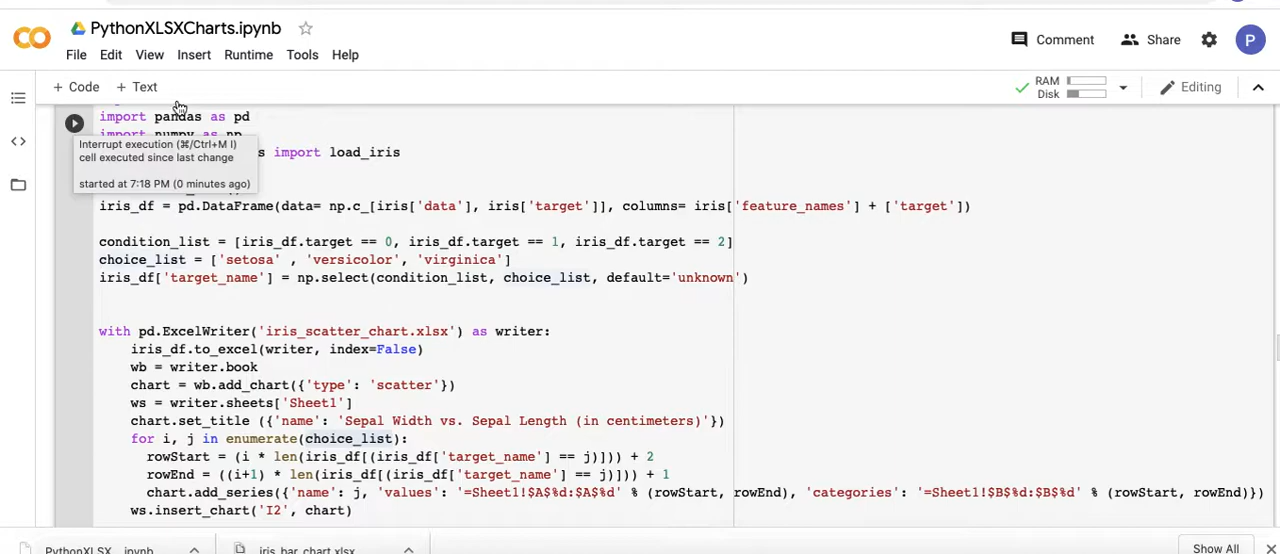 PythonXLSXCharts.ipynb
File Edit View Insert Runtime Tools Help
Comment Share P
+ Code + Text
RAM
Disk
Editing
import pandas as pd
import numpy as np
Interrupt execution (⌘/Ctrl+M I)
cell executed since last change
started at 7:18 PM (0 minutes ago)
s import load_iris
iris_df = pd.DataFrame(data= np.c_[iris['data'], iris['target']], columns= iris['feature_names'] + ['target'])
condition_list = [iris_df.target == 0, iris_df.target == 1, iris_df.target == 2]
choice_list = ['setosa' , 'versicolor', 'virginica']
iris_df['target_name'] = np.select(condition_list, choice_list, default='unknown')
with pd.ExcelWriter('iris_scatter_chart.xlsx') as writer:
iris_df.to_excel(writer, index=False)
wb = writer.book
chart = wb.add_chart({'type': 'scatter'})
ws = writer.sheets['Sheet1']
chart.set_title ({'name': 'Sepal Width vs. Sepal Length (in centimeters)'})
for i, j in enumerate(choice_list):
rowStart = (i * len(iris_df[(iris_df['target_name'] == j)])) + 2
rowEnd = ((i+1) * len(iris_df[(iris_df['target_name'] == j)])) + 1
chart.add_series({'name': j, 'values': '=Sheet1!$A$%d:$A$%d' % (rowStart, rowEnd), 'categories': '=Sheet1!$B$%d:$B$%d' % (rowStart, rowEnd)})
ws.insert_chart('I2', chart)
PythonXLSX....ipynb iris_bar_chart.xlsx Show All